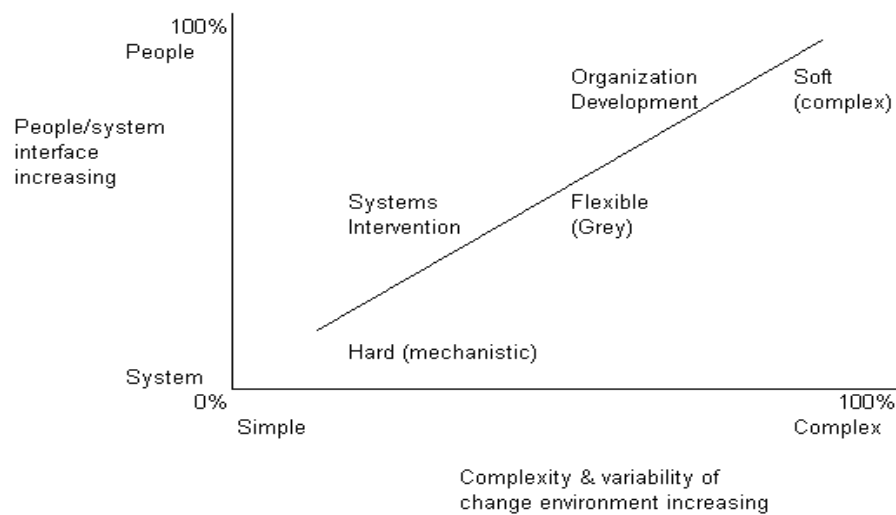 100%
People
Organization
Development
Soft
(complex)
People/system
interface
increasing
Systems
Intervention
Flexible
(Grey)
Hard (mechanistic)
System
0%
100%
Simple
Complex
Complexity & variability of
change environment increasing